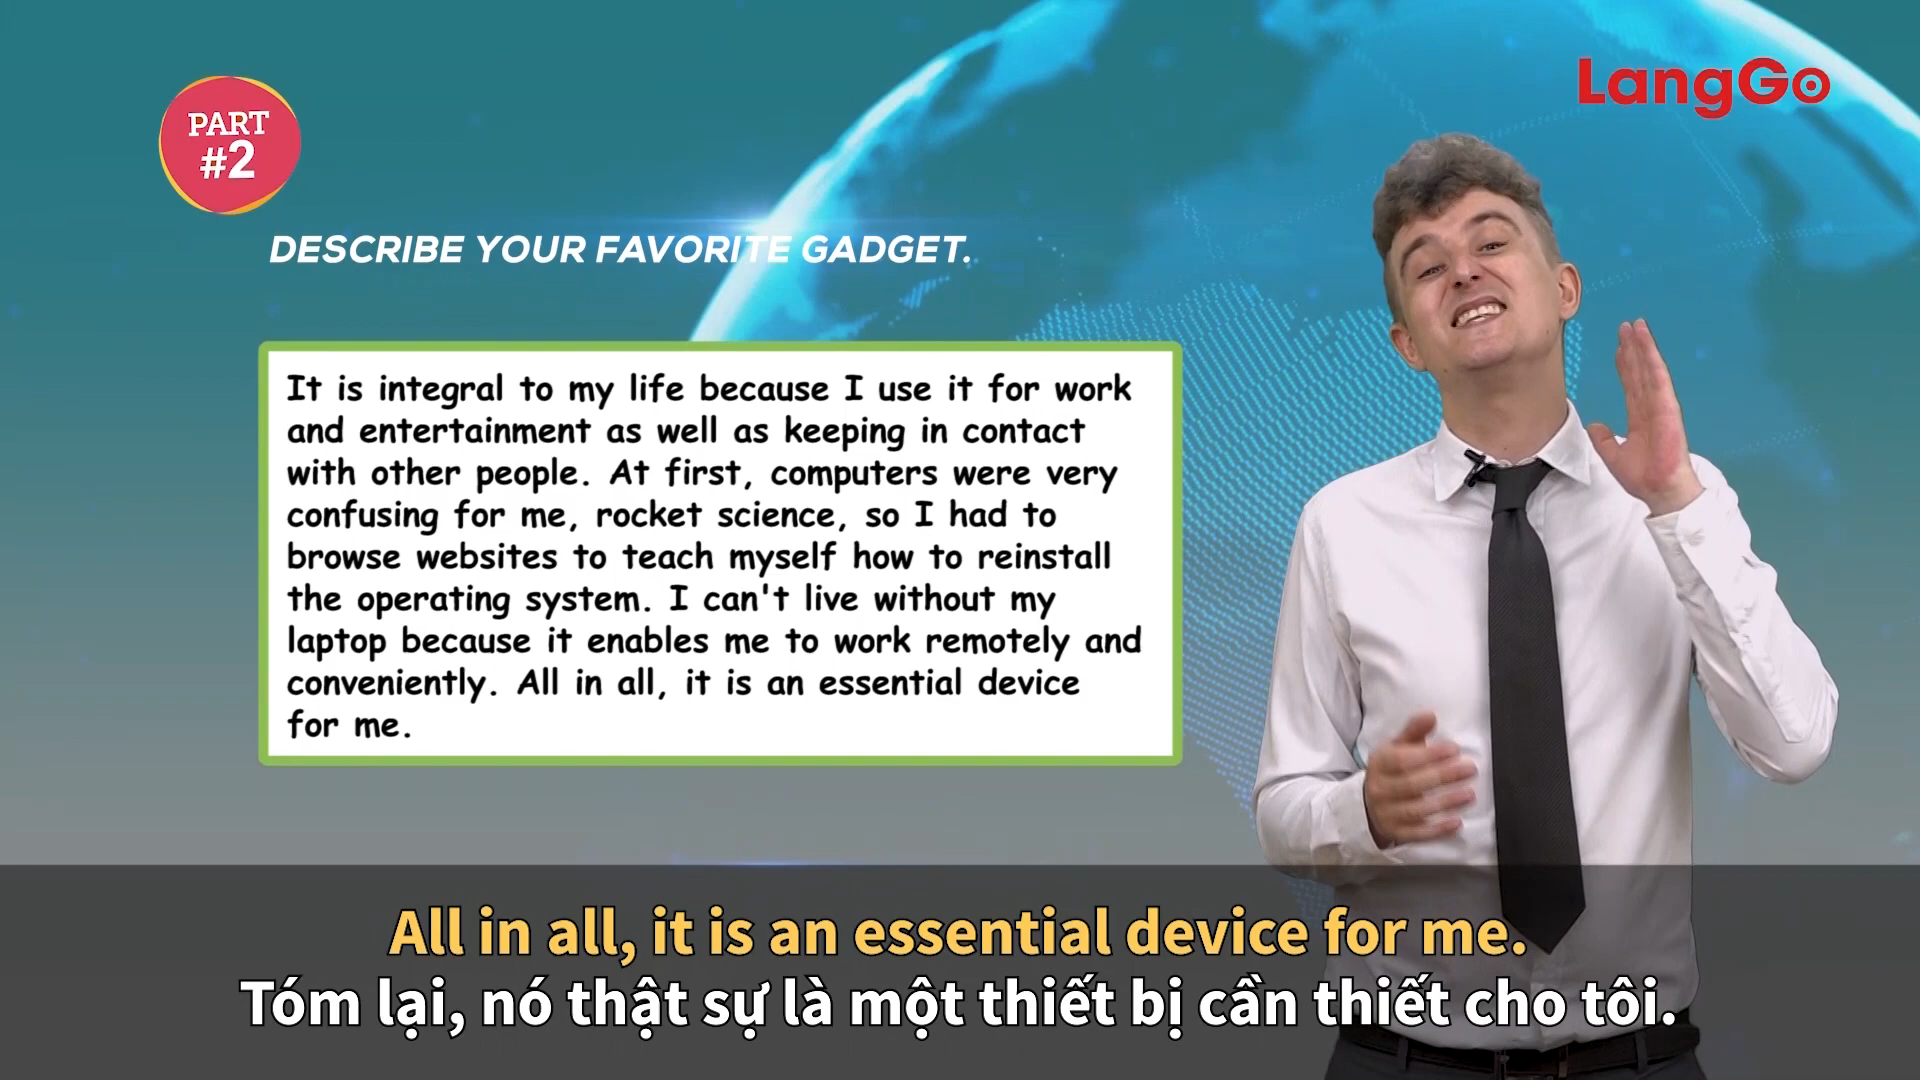 PART
#2
LangGo
DESCRIBE YOUR FAVORITE GADGET.
It is integral to my life because I use it for work
and entertainment as well as keeping in contact
with other people. At first, computers were very
confusing for me, rocket science, so I had to
browse websites to teach myself how to reinstall
the operating system. I can't live without my
laptop because it enables me to work remotely and
conveniently. All in all, it is an essential device
for me.
All in all, it is an essential device for me.
Tóm lại, nó thật sự là một thiết bị cần thiết cho tôi.